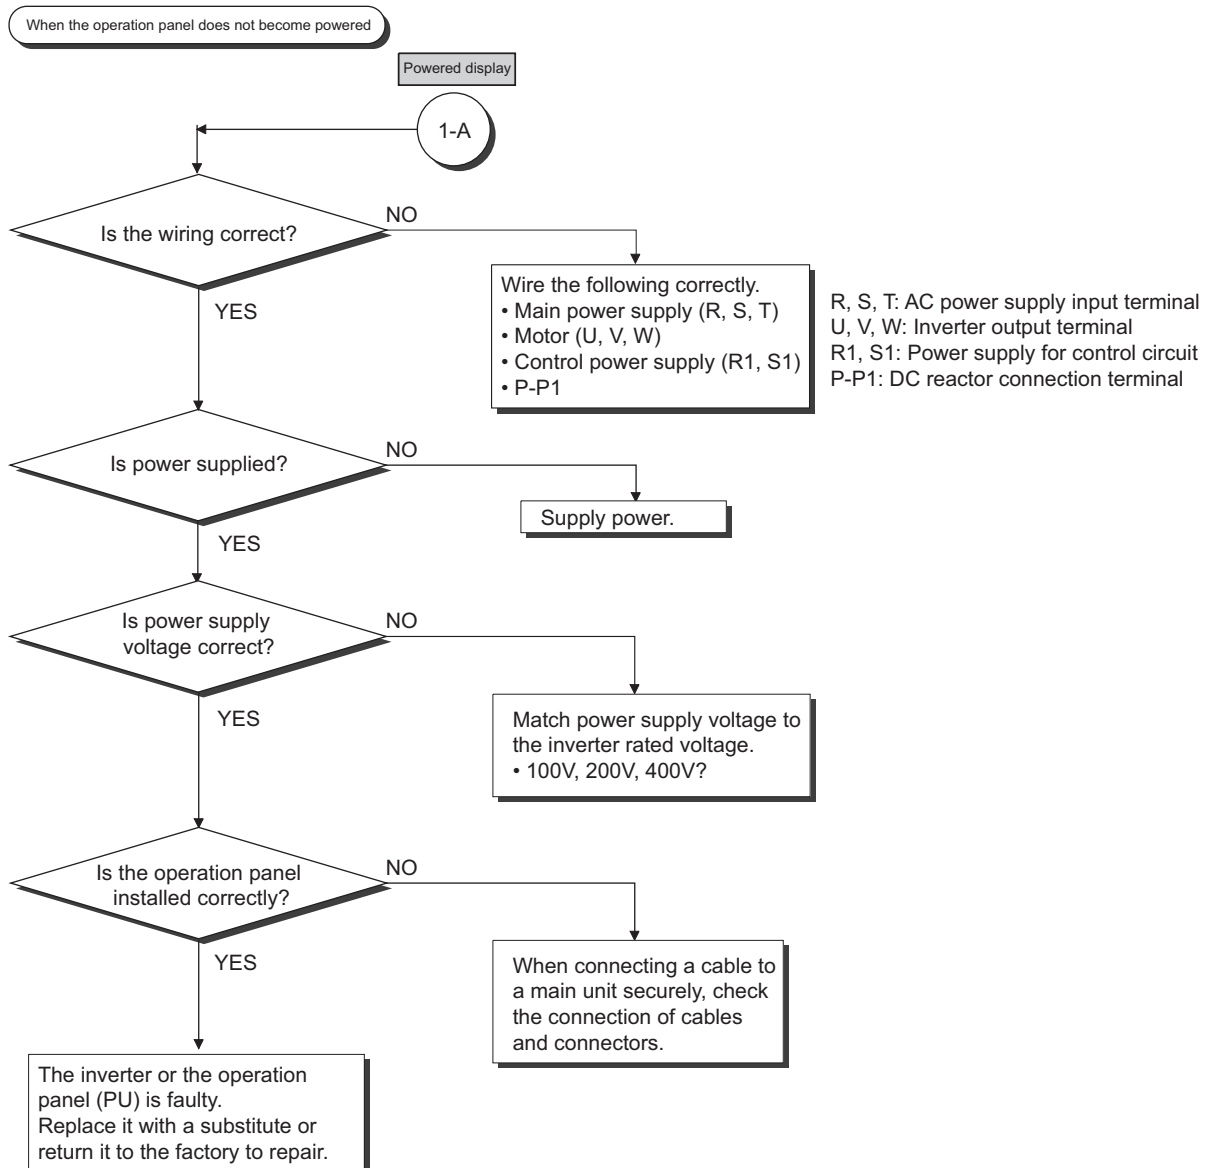 When the operation panel does not become powered
Powered display
1-A
Is the wiring correct?
NO
YES
Wire the following correctly.
• Main power supply (R, S, T)
• Motor (U, V, W)
• Control power supply (R1, S1)
• P-P1
R, S, T: AC power supply input terminal
U, V, W: Inverter output terminal
R1, S1: Power supply for control circuit
P-P1: DC reactor connection terminal
Is power supplied?
NO
YES
Supply power.
Is power supply
voltage correct?
NO
YES
Match power supply voltage to
the inverter rated voltage.
• 100V, 200V, 400V?
Is the operation panel
installed correctly?
NO
YES
When connecting a cable to
a main unit securely, check
the connection of cables
and connectors.
The inverter or the operation
panel (PU) is faulty.
Replace it with a substitute or
return it to the factory to repair.